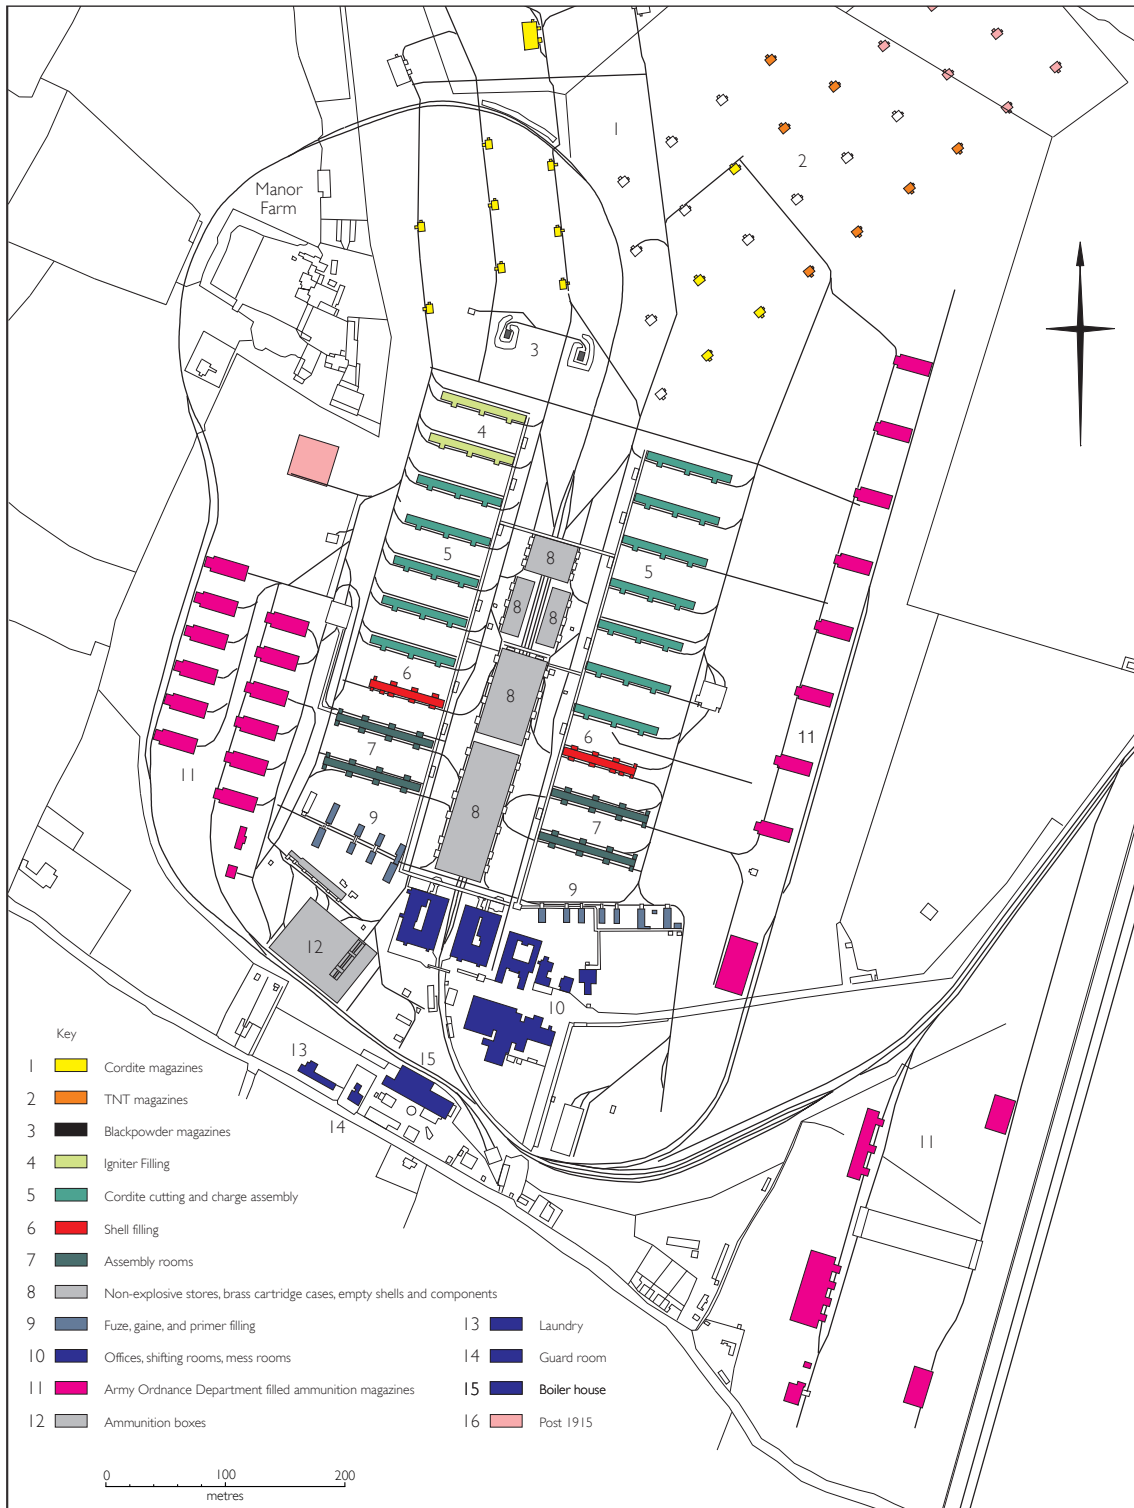 1
2
Manor
Farm
3
4
5
8
5
8
8
6
8
6
11
7
11
8
7
9
9
12
10
13
15
14
11
Key
1 Cordite magazines
2 TNT magazines
3 Blackpowder magazines
4 Igniter Filling
5 Cordite cutting and charge assembly
6 Shell filling
7 Assembly rooms
8 Non-explosive stores, brass cartridge cases, empty shells and components
9 Fuze, gaine, and primer filling
10 Offices, shifting rooms, mess rooms
11 Army Ordnance Department filled ammunition magazines
12 Ammunition boxes
13 Laundry
14 Guard room
15 Boiler house
16 Post 1915
0 100 200
metres